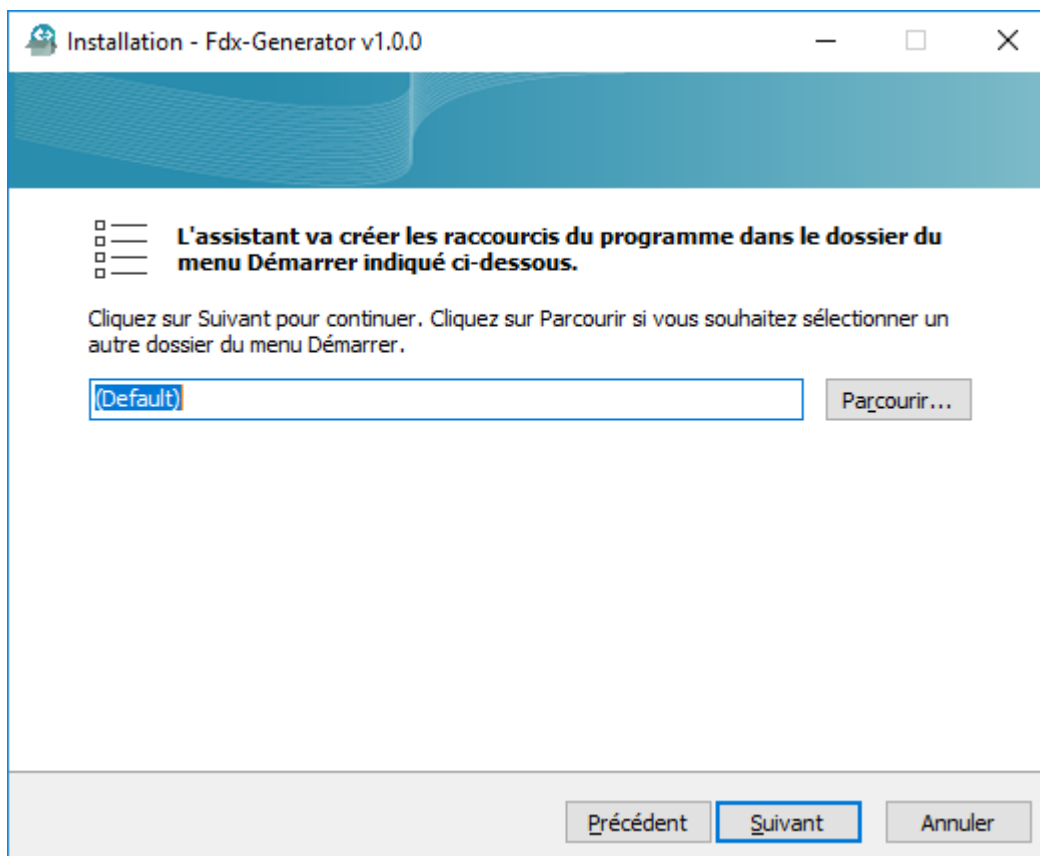 Installation - Fdx-Generator v1.0.0
L'assistant va créer les raccourcis du programme dans le dossier du
menu Démarrer indiqué ci-dessous.
Cliquez sur Suivant pour continuer. Cliquez sur Parcourir si vous souhaitez sélectionner un
autre dossier du menu Démarrer.
(Default)
Parcourir...
Précédent
Suivant
Annuler